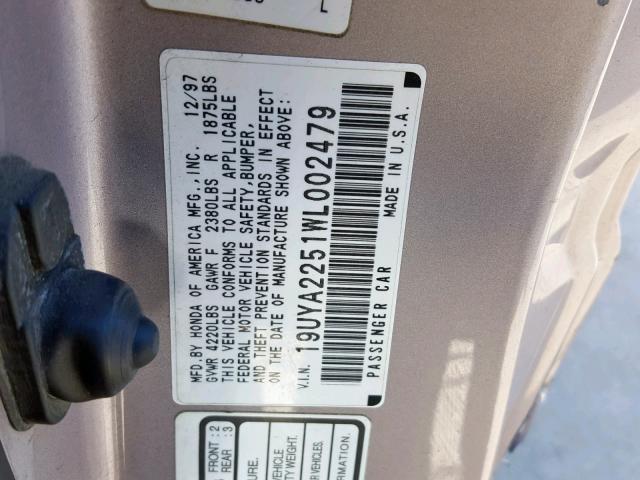 L
MFD.BY HONDA OF AMERICA MFG.,INC. 12/97
GVWR 4220LBS GAWR F 2380LBS R 1875LBS
THIS VEHICLE CONFORMS TO ALL APPLICABLE
FEDERAL MOTOR VEHICLE SAFETY,BUMPER,
AND THEFT PREVENTION STANDARDS IN EFFECT
ON THE DATE OF MANUFACTURE SHOWN ABOVE:
V.I.N. 19UYA2251WL002479
PASSENGER CAR MADE IN U.S.A.
FRONT:2
REAR :3
VEHICLE
WEIGHT.